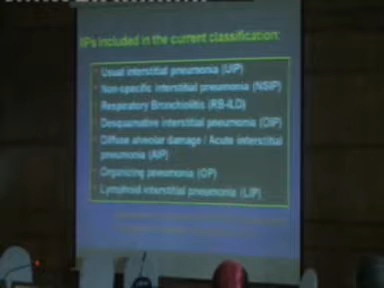 IIPs included in the current classification:
Usual interstitial pneumonia (UIP)
Non-specific interstitial pneumonia (NSIP)
Respiratory Bronchiolitis (RB-ILD)
Desquamative interstitial pneumonia (DIP)
Diffuse alveolar damage / Acute interstitial
pneumonia (AIP)
Organizing pneumonia (OP)
Lymphoid interstitial pneumonia (LIP)